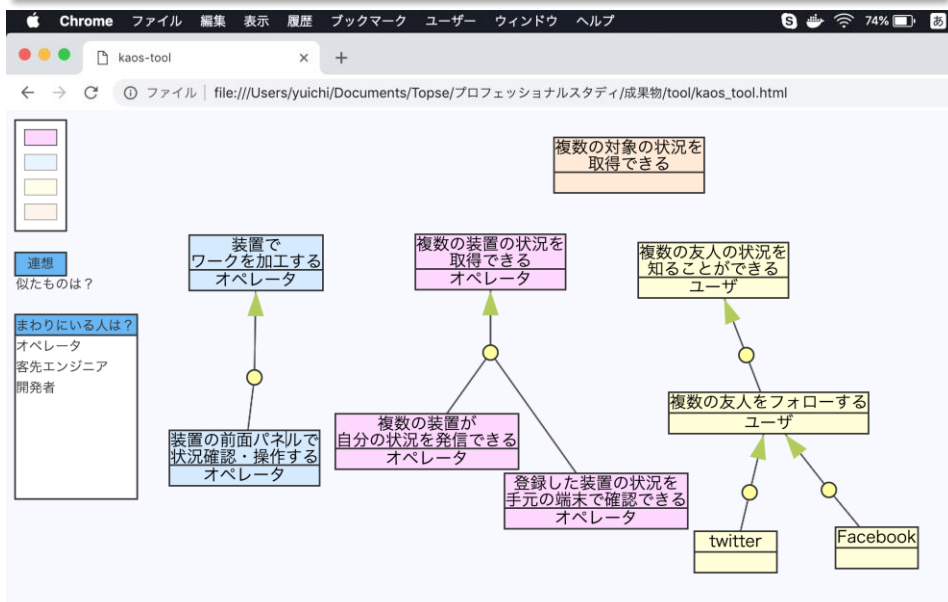 Chrome ファイル 編集 表示 履歴 ブックマーク ユーザー ウィンドウ ヘルプ S 74% あ
kaos-tool × +
ファイル | file:///Users/yuichi/Documents/Topse/プロフェッショナルスタディ/成果物/tool/kaos_tool.html
複数の対象の状況を
取得できる
連想
似たものは？
まわりにいる人は？
オペレータ
客先エンジニア
開発者
装置で
ワークを加工する
オペレータ
装置の前面パネルで
状況確認・操作する
オペレータ
複数の装置の状況を
取得できる
オペレータ
複数の装置が
自分の状況を発信できる
オペレータ
登録した装置の状況を
手元の端末で確認できる
オペレータ
複数の友人の状況を
知ることができる
ユーザ
複数の友人をフォローする
ユーザ
twitter
Facebook